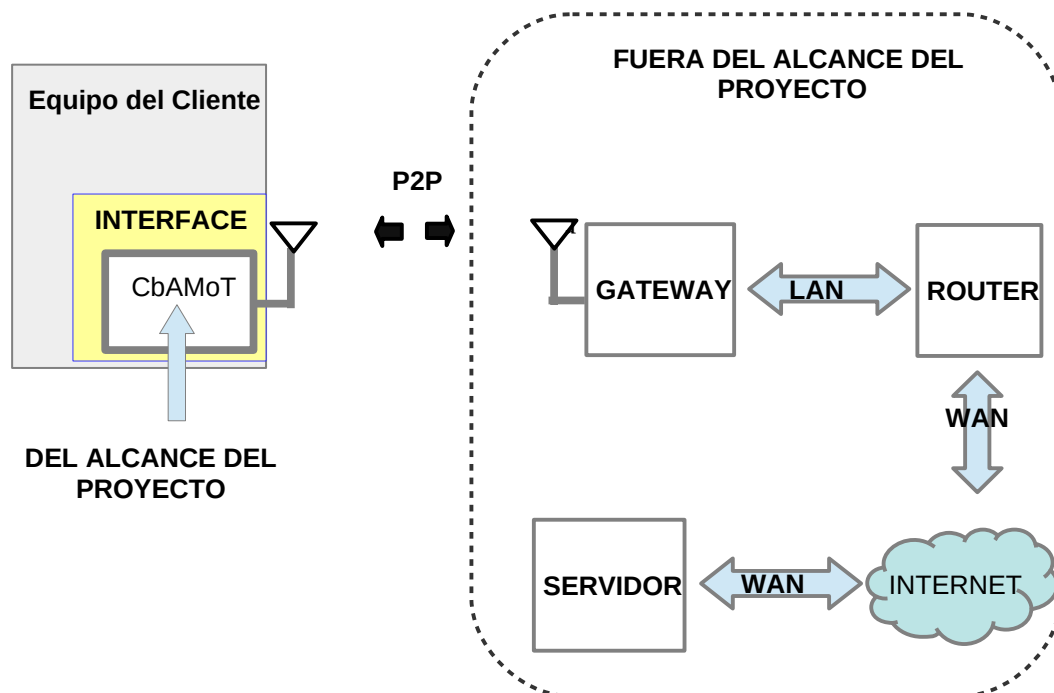 FUERA DEL ALCANCE DEL
PROYECTO
Equipo del Cliente
P2P
INTERFACE
CbAMoT
GATEWAY
LAN
ROUTER
WAN
DEL ALCANCE DEL
PROYECTO
SERVIDOR
WAN
INTERNET